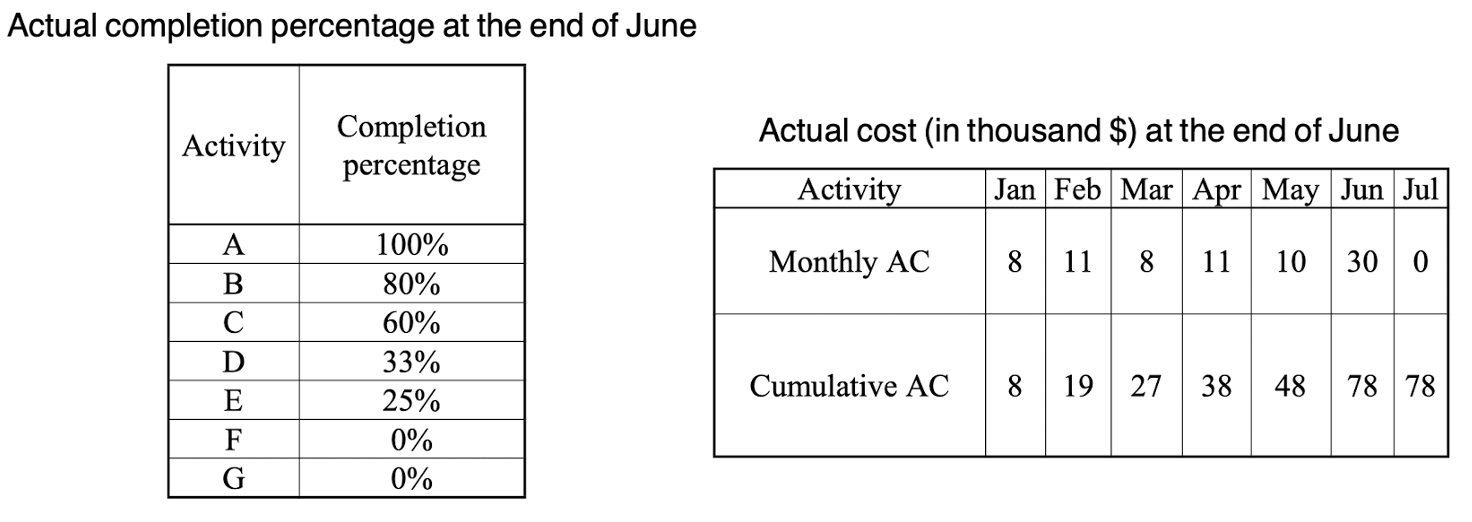 Actual completion percentage at the end of June
Activity Completion percentage
A 100%
B 80%
C 60%
D 33%
E 25%
F 0%
G 0%
Actual cost (in thousand $) at the end of June
Activity Jan Feb Mar Apr May Jun Jul
Monthly AC 8 11 8 11 10 30 0
Cumulative AC 8 19 27 38 48 78 78